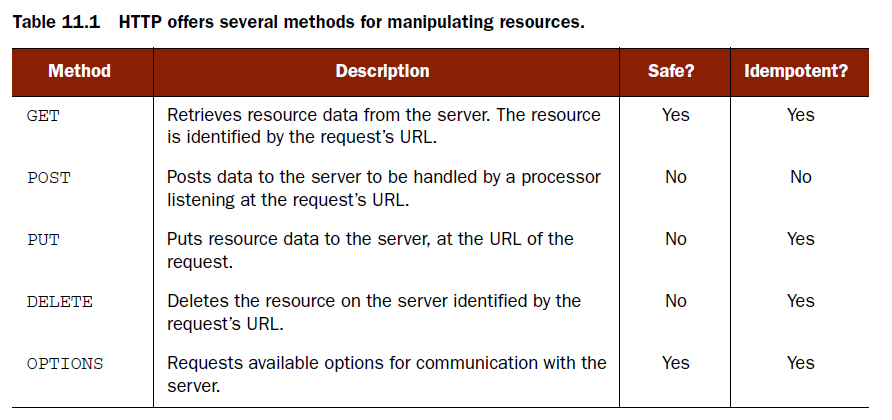 Table 11.1 HTTP offers several methods for manipulating resources.
Method Description Safe? Idempotent?
GET Retrieves resource data from the server. The resource Yes Yes
is identified by the request’s URL.
POST Posts data to the server to be handled by a processor No No
listening at the request’s URL.
PUT Puts resource data to the server, at the URL of the No Yes
request.
DELETE Deletes the resource on the server identified by the No Yes
request’s URL.
OPTIONS Requests available options for communication with the Yes Yes
server.